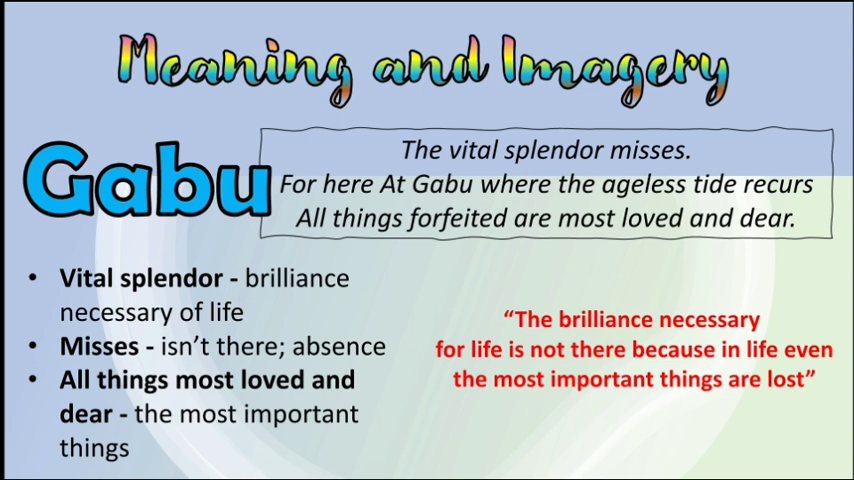 Meaning and Imagery
Gabu
The vital splendor misses.
For here At Gabu where the ageless tide recurs
All things forfeited are most loved and dear.
• Vital splendor - brilliance
necessary of life
• Misses - isn't there; absence
• All things most loved and
dear - the most important
things
“The brilliance necessary
for life is not there because in life even
the most important things are lost”